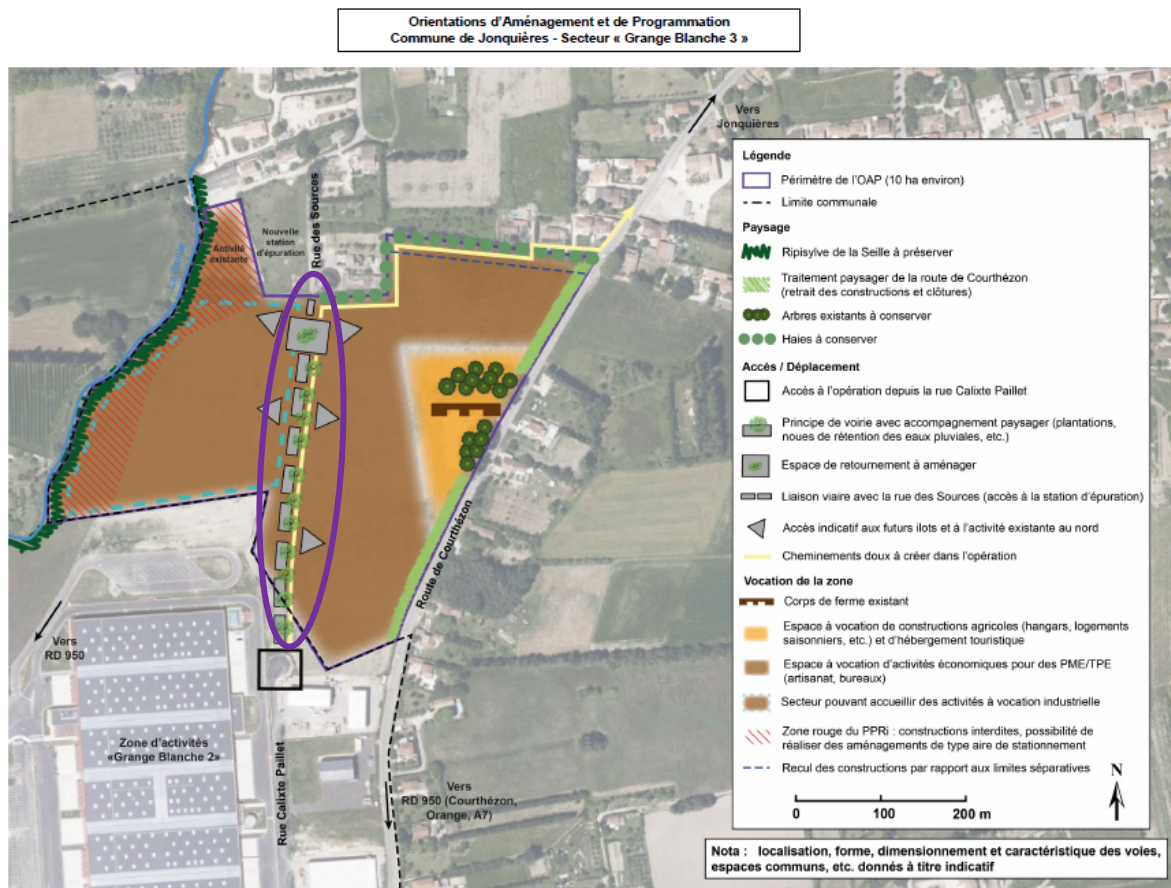 Orientations d'Aménagement et de Programmation
Commune de Jonquières - Secteur « Grange Blanche 3 »
Vers
Jonquières
La Seille
Activité
existante
Nouvelle
station
d'épuration
Rue des Sources
Route de Courthézon
Vers
RD 950
Zone d'activités
«Grange Blanche 2»
Rue Calixte Paillet
Vers
RD 950 (Courthézon,
Orange, A7)
Légende
Périmètre de l'OAP (10 ha environ)
Limite communale
Paysage
Ripisylve de la Seille à préserver
Traitement paysager de la route de Courthézon
(retrait des constructions et clôtures)
Arbres existants à conserver
Haies à conserver
Accès / Déplacement
Accès à l'opération depuis la rue Calixte Paillet
Principe de voirie avec accompagnement paysager (plantations,
noues de rétention des eaux pluviales, etc.)
Espace de retournement à aménager
Liaison viaire avec la rue des Sources (accès à la station d'épuration)
Accès indicatif aux futurs ilots et à l'activité existante au nord
Cheminements doux à créer dans l'opération
Vocation de la zone
Corps de ferme existant
Espace à vocation de constructions agricoles (hangars, logements
saisonniers, etc.) et d'hébergement touristique
Espace à vocation d'activités économiques pour des PME/TPE
(artisanat, bureaux)
Secteur pouvant accueillir des activités à vocation industrielle
Zone rouge du PPRi : constructions interdites, possibilité de
réaliser des aménagements de type aire de stationnement
Recul des constructions par rapport aux limites séparatives
N
0 100 200 m
Nota : localisation, forme, dimensionnement et caractéristique des voies,
espaces communs, etc. donnés à titre indicatif